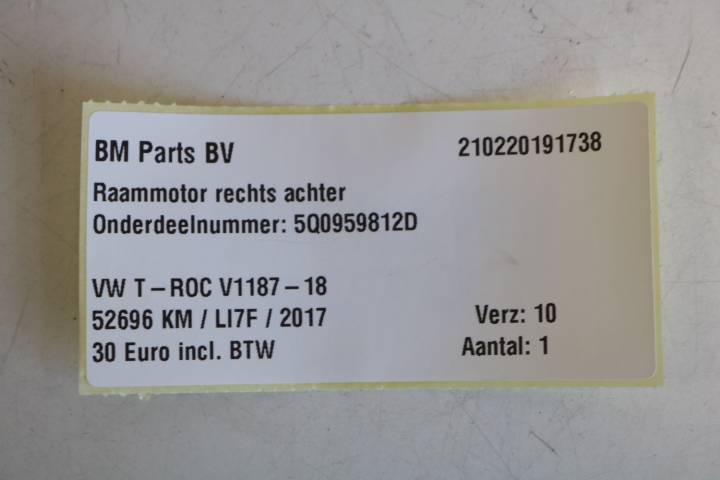 BM Parts BV 210220191738
Raammotor rechts achter
Onderdeelnummer: 5Q0959812D
VW T-ROC V1187-18
52696 KM / LI7F / 2017 Verz: 10
30 Euro incl. BTW Aantal: 1